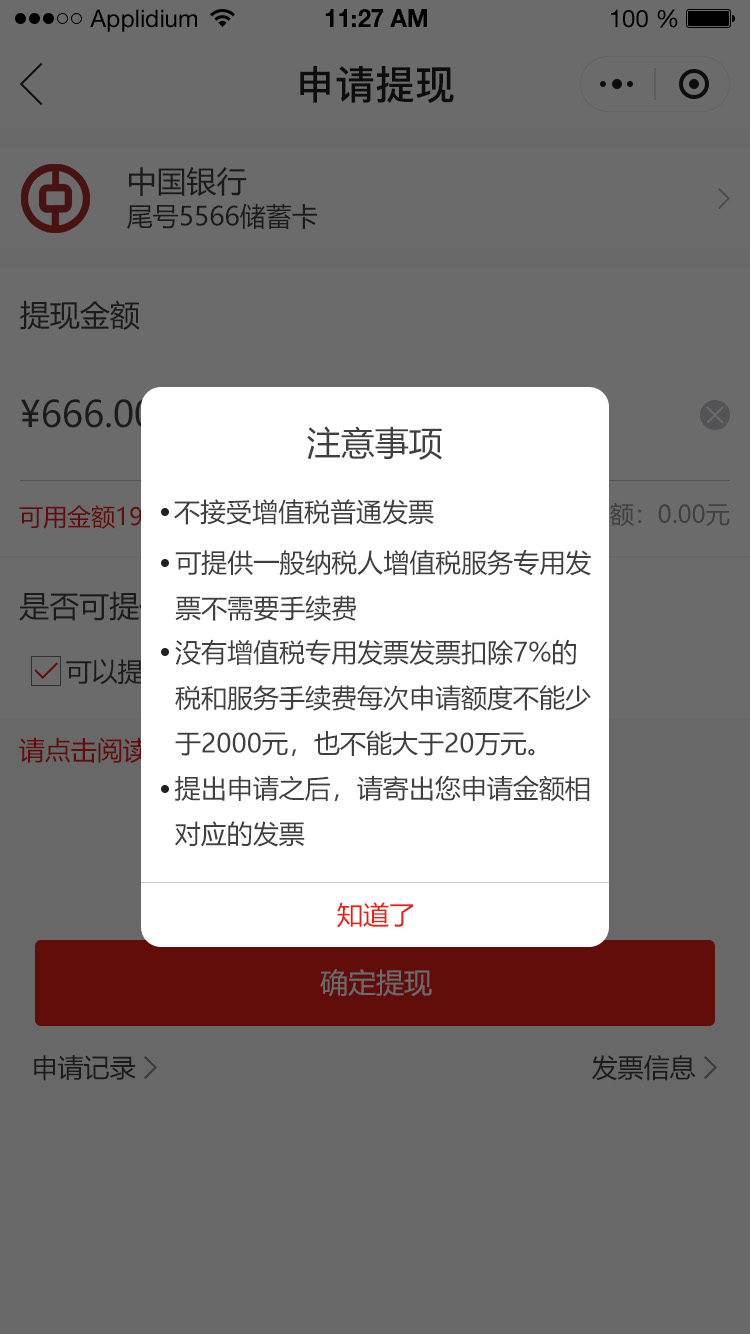 Applidium 11:27 AM 100 %
申请提现
中国银行
尾号5566储蓄卡
提现金额
¥666.00
注意事项
•不接受增值税普通发票
可用金额19 额：0.00元
•可提供一般纳税人增值税服务专用发
票不需要手续费
是否可提
•没有增值税专用发票发票扣除7%的
可以提
税和服务手续费每次申请额度不能少
于2000元，也不能大于20万元。
请点击阅读
•提出申请之后，请寄出您申请金额相
对应的发票
知道了
确定提现
申请记录 发票信息